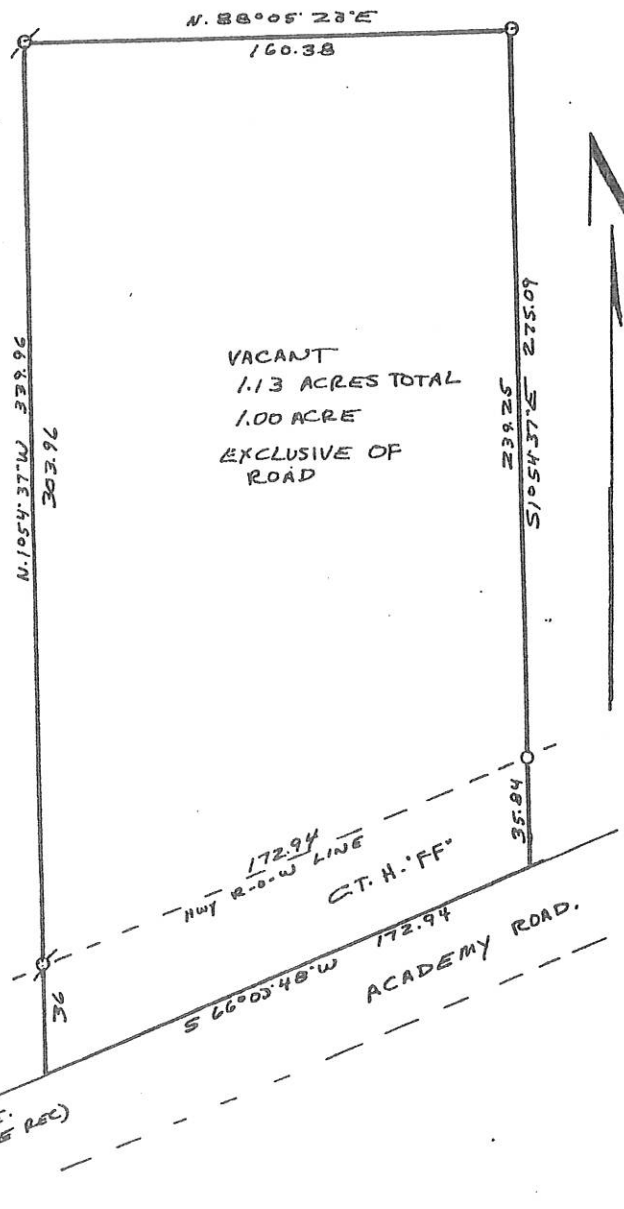 N. 88°05'23"E
160.38
N
N. 1°54'37"W 339.96
303.96
VACANT
1.13 ACRES TOTAL
1.00 ACRE
EXCLUSIVE OF
ROAD
239.25
S1°54'37"E 275.09
35.84
172.94
HWY R-O-W LINE
C.T.H. "FF"
36
S 66°03'48"W 172.94
ACADEMY ROAD.
REC)